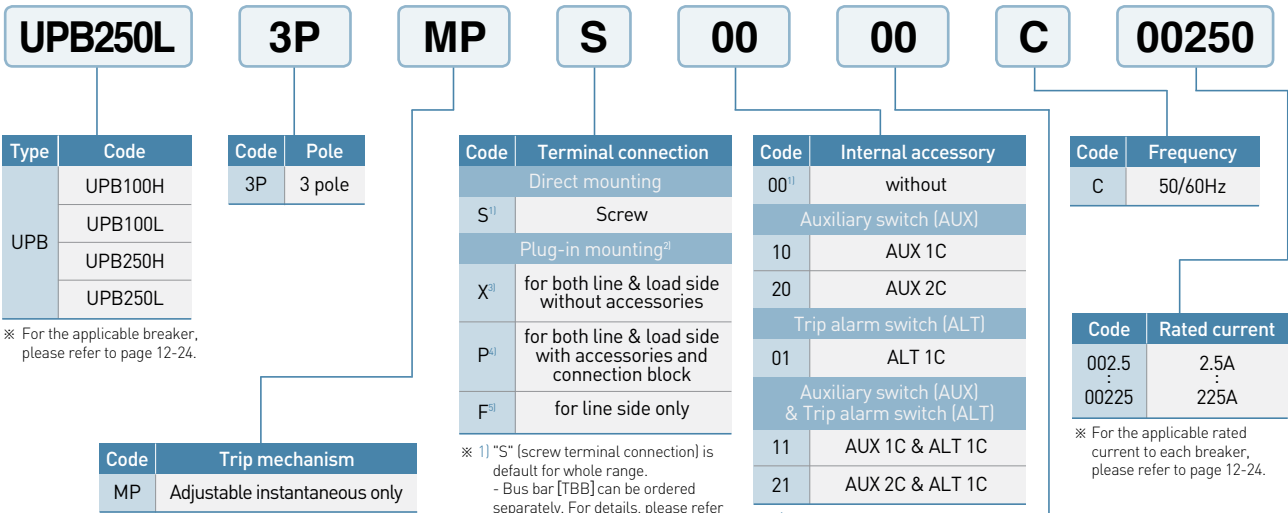 UPB250L 3P MP S 00 00 C 00250
Type Code
UPB
UPB100H
UPB100L
UPB250H
UPB250L
※ For the applicable breaker,
please refer to page 12-24.
Code Pole
3P 3 pole
Code Trip mechanism
MP Adjustable instantaneous only
Code Terminal connection
Direct mounting
S1) Screw
Plug-in mounting2)
X3) for both line & load side
without accessories
P4) for both line & load side
with accessories and
connection block
F5) for line side only
※ 1) "S" (screw terminal connection) is
default for whole range.
- Bus bar [TBB] can be ordered
separately. For details, please refer
Code Internal accessory
001) without
Auxiliary switch (AUX)
10 AUX 1C
20 AUX 2C
Trip alarm switch (ALT)
01 ALT 1C
Auxiliary switch (AUX)
& Trip alarm switch (ALT)
11 AUX 1C & ALT 1C
21 AUX 2C & ALT 1C
Code Frequency
C 50/60Hz
Code Rated current
002.5 2.5A
⋮ ⋮
00225 225A
※ For the applicable rated
current to each breaker,
please refer to page 12-24.